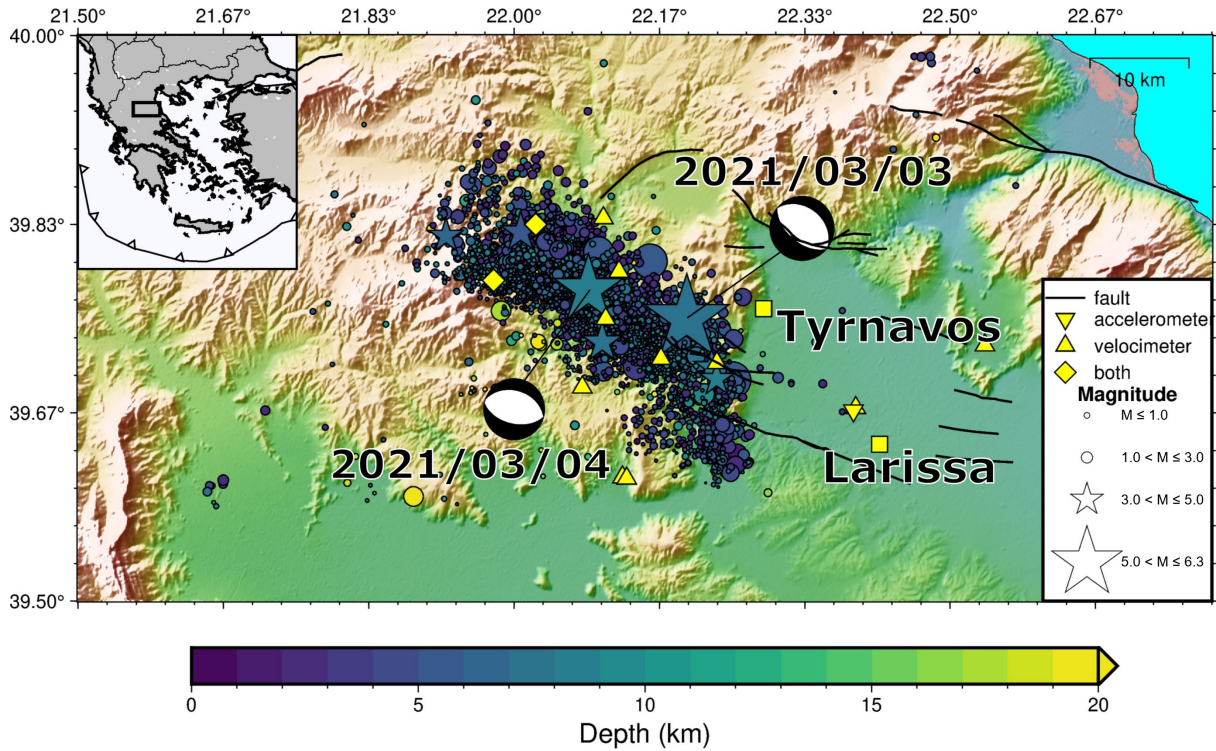 21.50° 21.67° 21.83° 22.00° 22.17° 22.33° 22.50° 22.67°
40.00°
39.83°
39.67°
39.50°
10 km
2021/03/03
Tyrnavos
2021/03/04
Larissa
fault
accelerometer
velocimeter
both
Magnitude
M ≤ 1.0
1.0 < M ≤ 3.0
3.0 < M ≤ 5.0
5.0 < M ≤ 6.3
0 5 10 15 20
Depth (km)